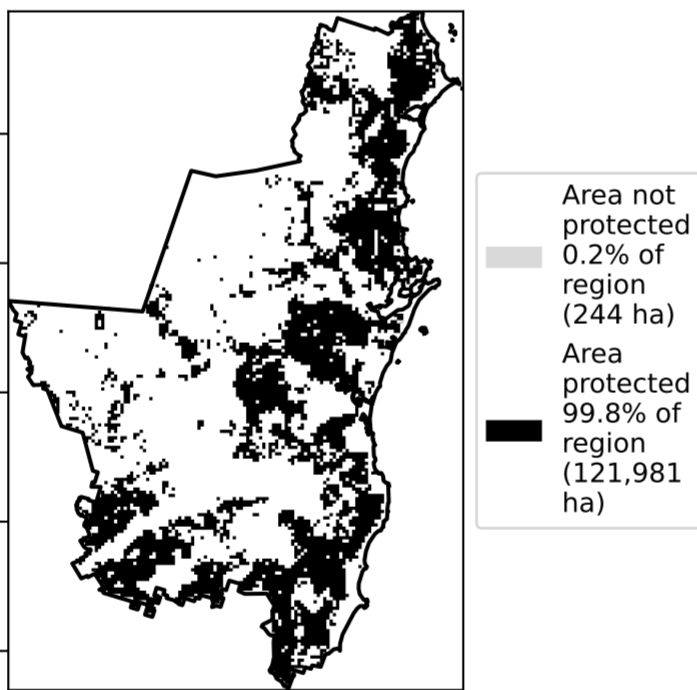 Area not
protected
0.2% of
region
(244 ha)
Area
protected
99.8% of
region
(121,981
ha)